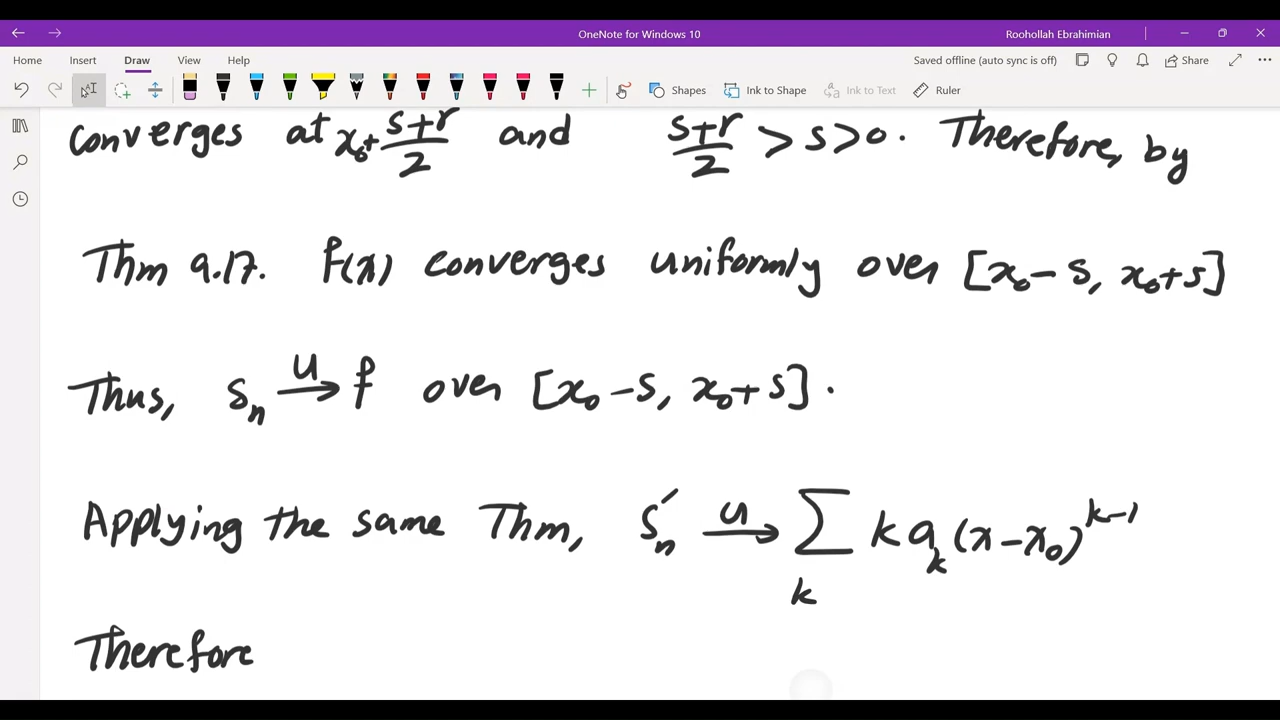 OneNote for Windows 10
Roohollah Ebrahimian
Home Insert Draw View Help
Saved offline (auto sync is off)
Share
Shapes Ink to Shape Ink to Text Ruler
converges at x₀+ (s+r)/2 and (s+r)/2 > s > 0. Therefore, by
Thm 9.17. f(x) converges uniformly over [x₀-s, x₀+s]
Thus, sₙ →ᵘ f over [x₀-s, x₀+s].
Applying the same Thm, s'ₙ →ᵘ ∑ₖ k aₖ (x-x₀)^(k-1)
Therefore